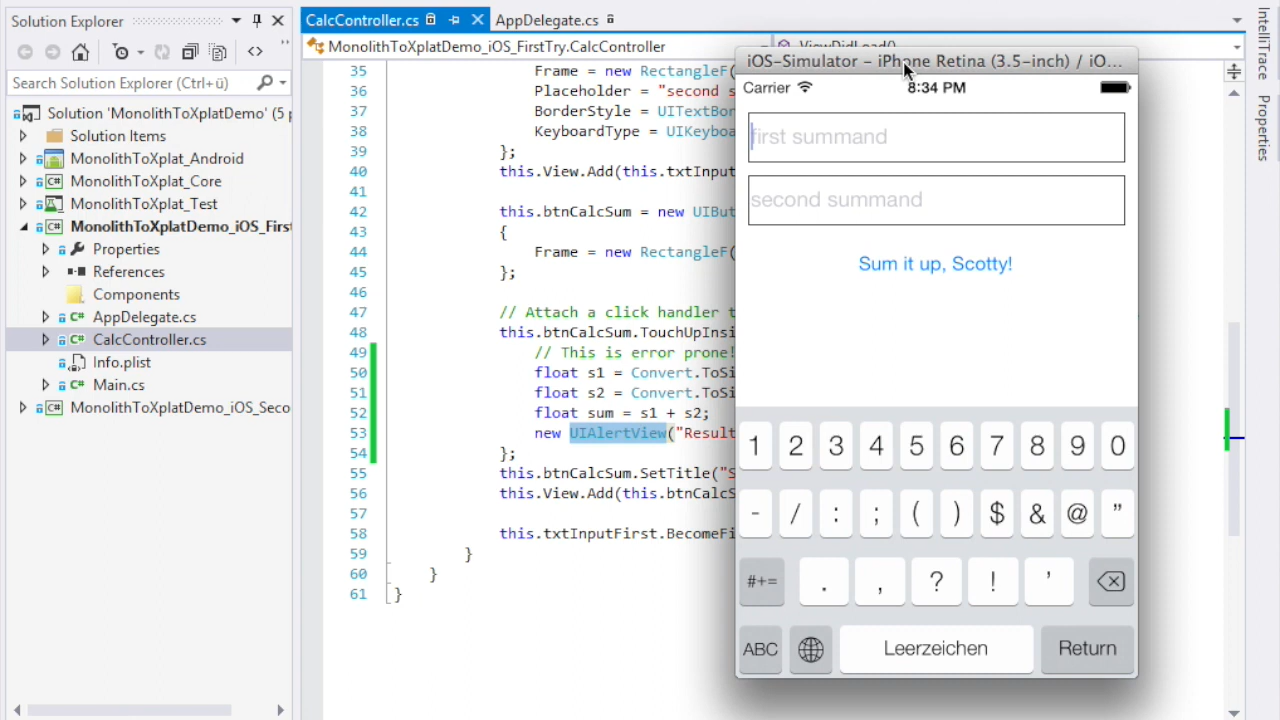 Solution Explorer
Search Solution Explorer (Ctrl+ü)
Solution 'MonolithToXplatDemo' (5 p
Solution Items
MonolithToXplat_Android
MonolithToXplat_Core
MonolithToXplat_Test
MonolithToXplatDemo_iOS_First
Properties
References
Components
AppDelegate.cs
CalcController.cs
Info.plist
Main.cs
MonolithToXplatDemo_iOS_Seco
CalcController.cs
AppDelegate.cs
MonolithToXplatDemo_iOS_FirstTry.CalcController
ViewDidLoad()
35 Frame = new RectangleF(
36 Placeholder = "second s
37 BorderStyle = UITextBor
38 KeyboardType = UIKeyboa
39 };
40 this.View.Add(this.txtInput
41
42 this.btnCalcSum = new UIBut
43 {
44 Frame = new RectangleF(
45 };
46
47 // Attach a click handler t
48 this.btnCalcSum.TouchUpInsi
49 // This is error prone!
50 float s1 = Convert.ToSi
51 float s2 = Convert.ToSi
52 float sum = s1 + s2;
53 new UIAlertView("Result
54 };
55 this.btnCalcSum.SetTitle("S
56 this.View.Add(this.btnCalcS
57
58 this.txtInputFirst.BecomeFi
59 }
60 }
61 }
iOS-Simulator – iPhone Retina (3.5-inch) / iO...
Carrier 8:34 PM
first summand
second summand
Sum it up, Scotty!
1 2 3 4 5 6 7 8 9 0
- / : ; ( ) $ & @ "
#+= . , ? ! '
ABC Leerzeichen Return
IntelliTrace
Properties